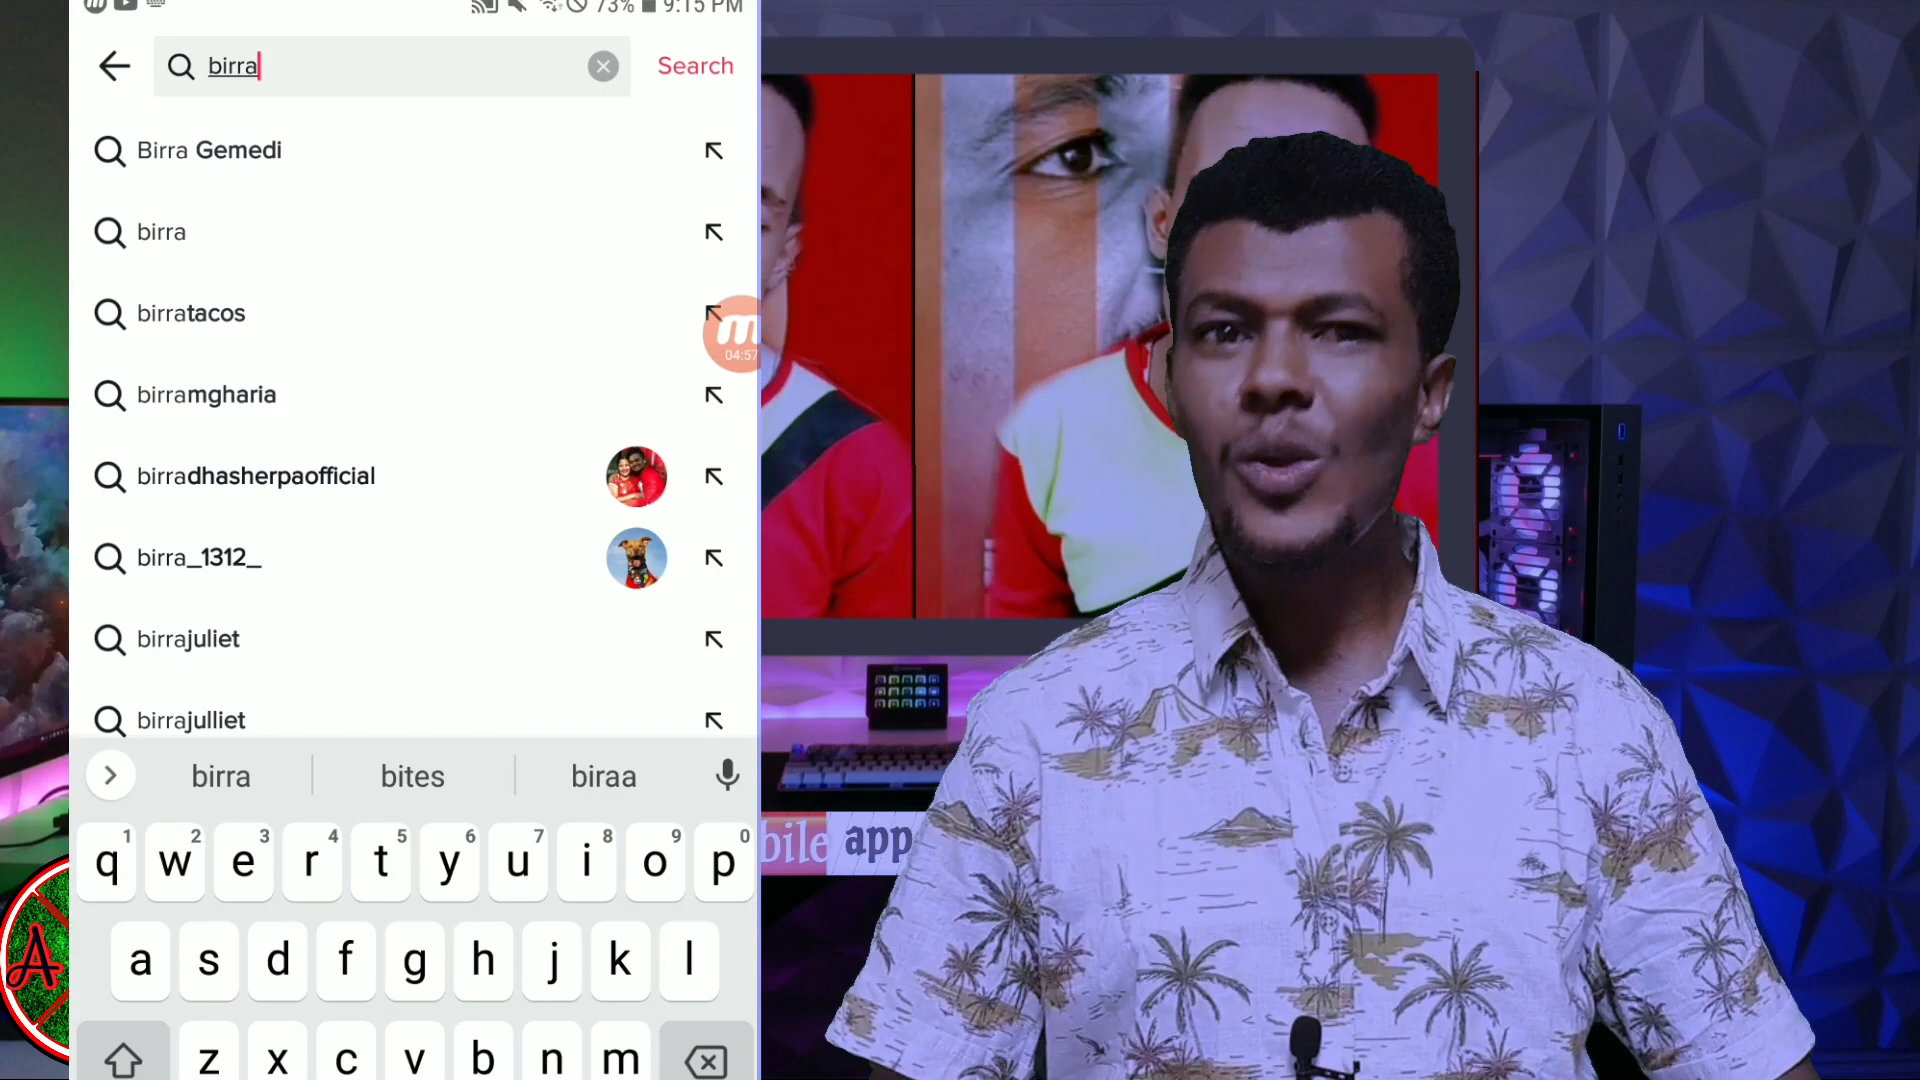 73% 9:15 PM
birra Search
Birra Gemedi
birra
birratacos
birramgharia
m
04:57
birradhasherpaofficial
birra_1312_
birrajuliet
birrajulliet
birra bites biraa
1 2 3 4 5 6 7 8 9 0
q w e r t y u i o p
a s d f g h j k l
z x c v b n m
bile app
A